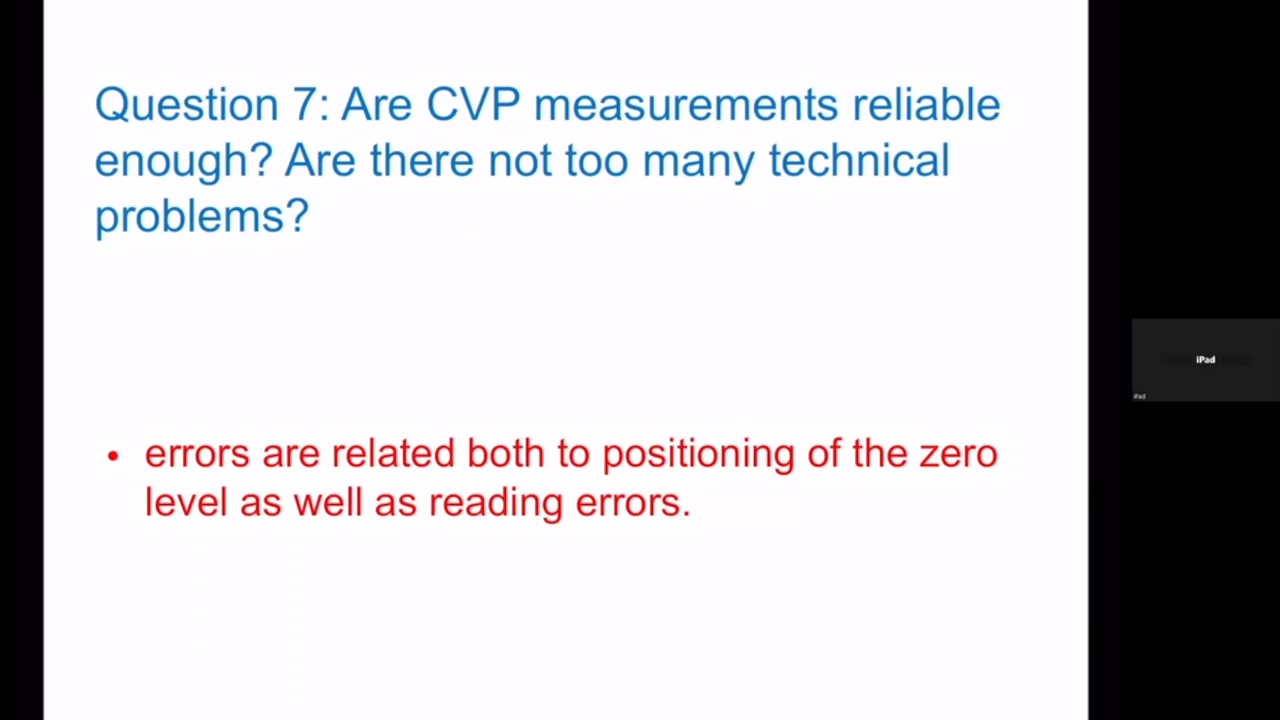 Question 7: Are CVP measurements reliable
enough? Are there not too many technical
problems?
• errors are related both to positioning of the zero
level as well as reading errors.
iPad
iPad